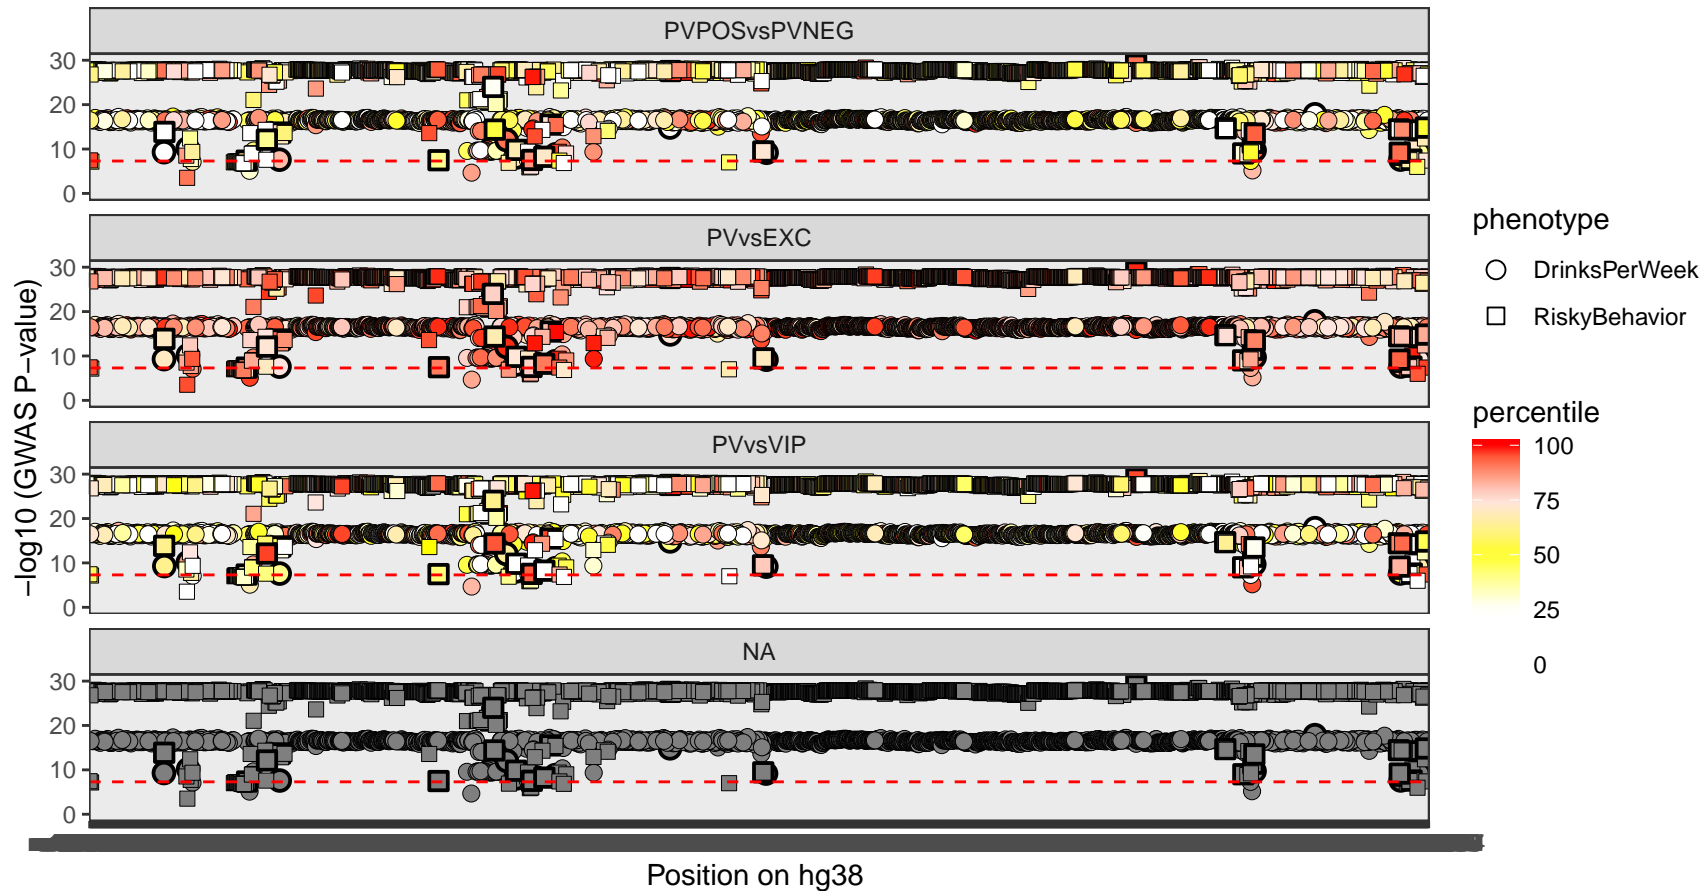 PVPOSvsPVNEG
30
20
10
0
PVvsEXC
30
20
10
0
PVvsVIP
30
20
10
0
NA
30
20
10
0
−log10 (GWAS P−value)
Position on hg38
phenotype
DrinksPerWeek
RiskyBehavior
percentile
100
75
50
25
0